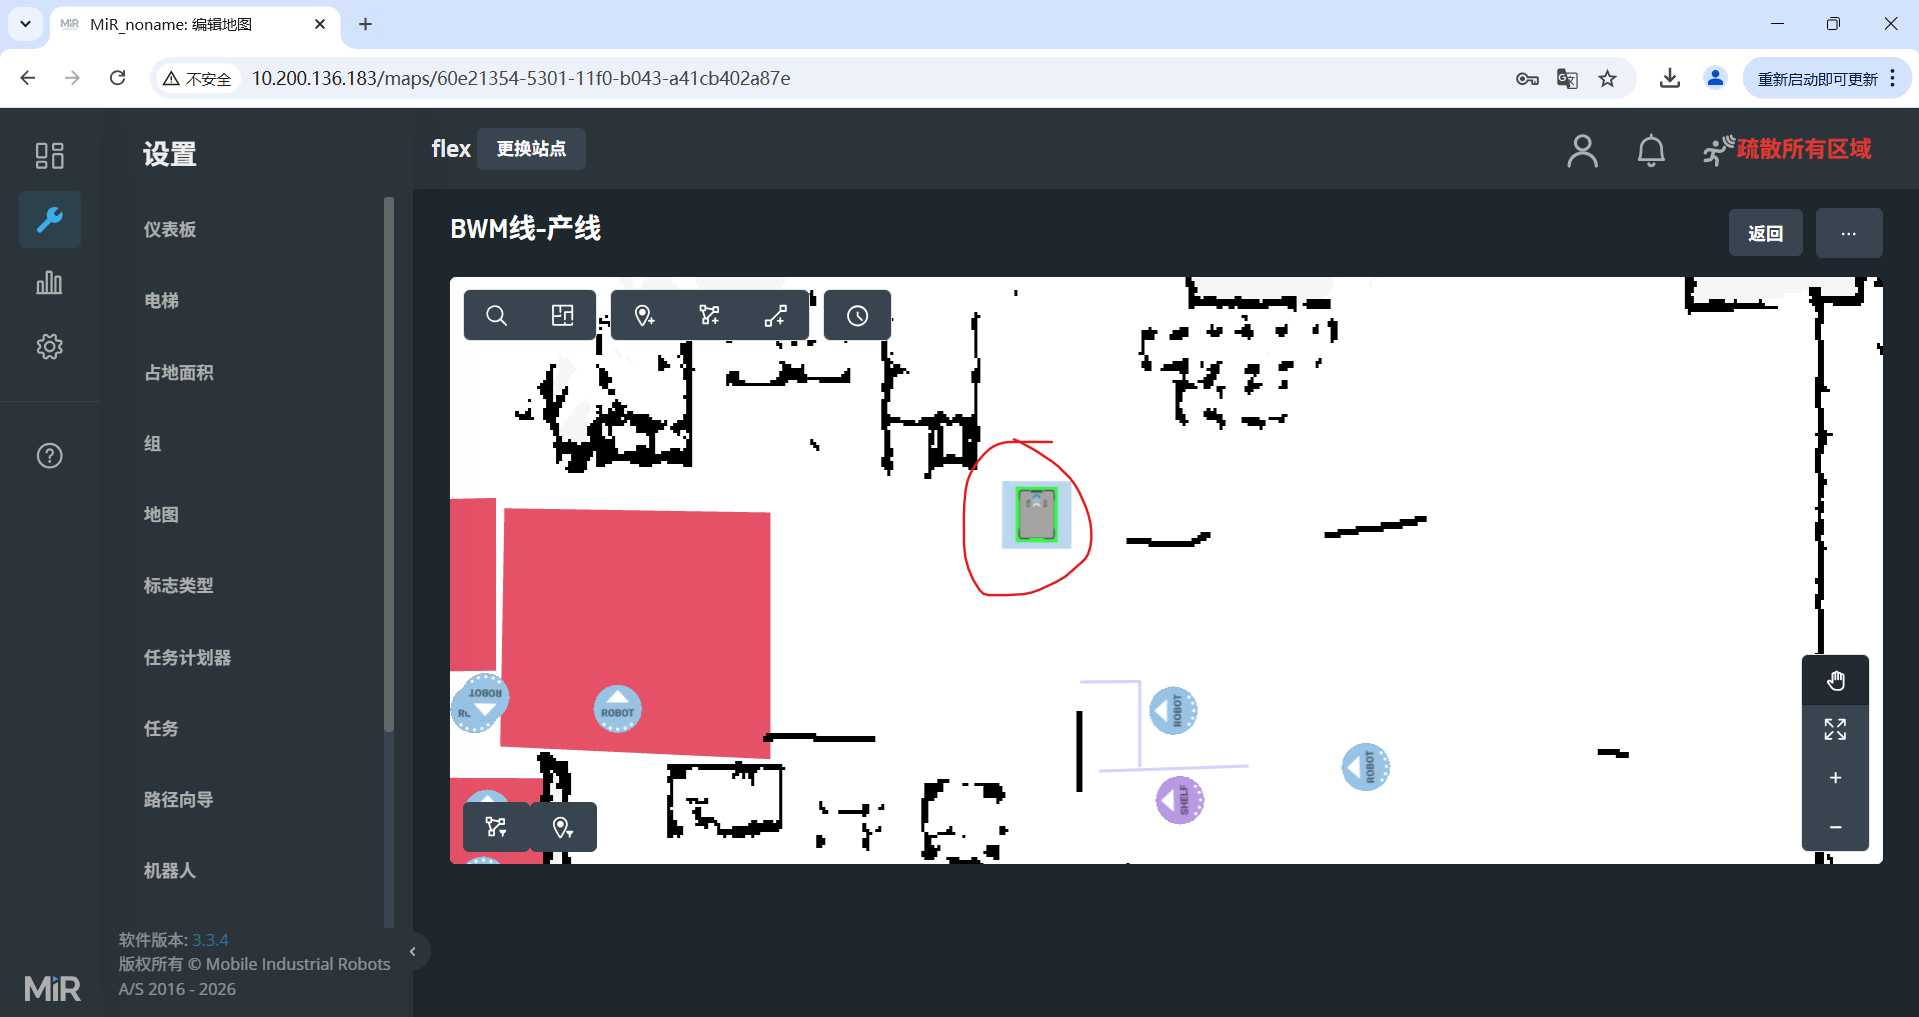 MiR MiR_noname: 编辑地图
不安全 10.200.136.183/maps/60e21354-5301-11f0-b043-a41cb402a87e 重新启动即可更新
设置
flex 更换站点 疏散所有区域
BWM线-产线 返回 ...
仪表板
电梯
占地面积
组
地图
标志类型
任务计划器
任务
路径向导
机器人
ROBOT
ROBOT
ROBOT
ROBOT
SHELF
软件版本: 3.3.4
版权所有 © Mobile Industrial Robots
A/S 2016 - 2026
MiR